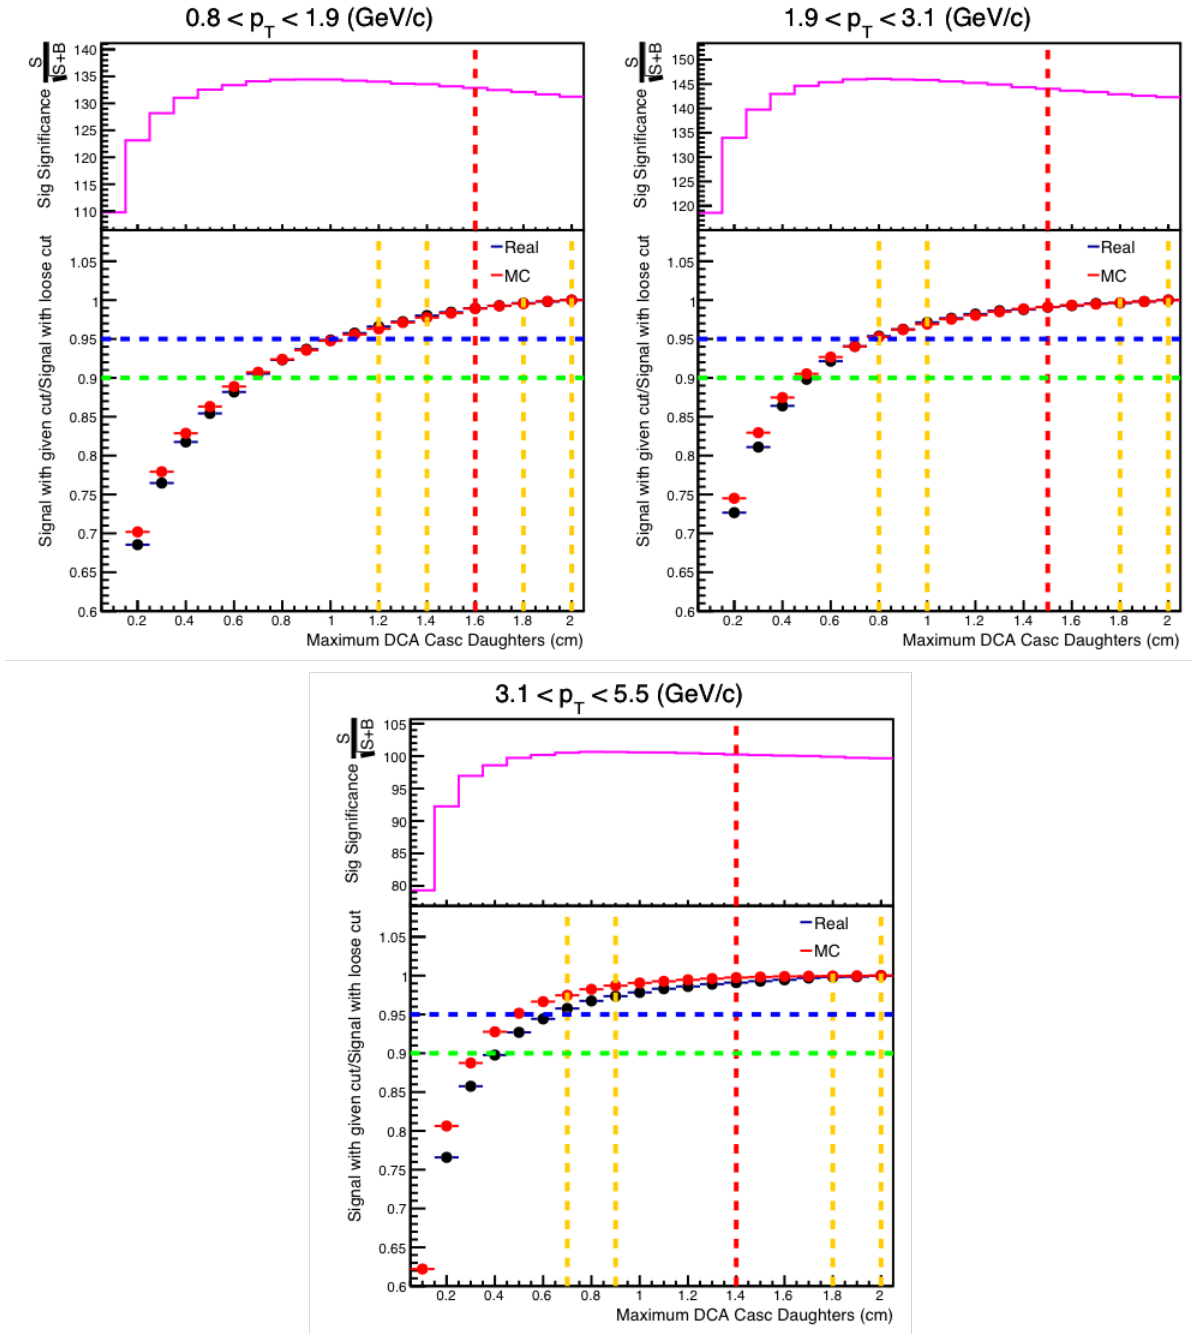 0.8 < p_T < 1.9 (GeV/c)
Sig Significance S/√S+B
140
135
130
125
120
115
110
Signal with given cut/Signal with loose cut
Real
MC
1.05
1
0.95
0.9
0.85
0.8
0.75
0.7
0.65
0.6
0.2 0.4 0.6 0.8 1 1.2 1.4 1.6 1.8 2
Maximum DCA Casc Daughters (cm)
1.9 < p_T < 3.1 (GeV/c)
Sig Significance S/√S+B
150
145
140
135
130
125
120
Signal with given cut/Signal with loose cut
Real
MC
1.05
1
0.95
0.9
0.85
0.8
0.75
0.7
0.65
0.6
0.2 0.4 0.6 0.8 1 1.2 1.4 1.6 1.8 2
Maximum DCA Casc Daughters (cm)
3.1 < p_T < 5.5 (GeV/c)
Sig Significance S/√S+B
105
100
95
90
85
80
Signal with given cut/Signal with loose cut
Real
MC
1.05
1
0.95
0.9
0.85
0.8
0.75
0.7
0.65
0.6
0.2 0.4 0.6 0.8 1 1.2 1.4 1.6 1.8 2
Maximum DCA Casc Daughters (cm)